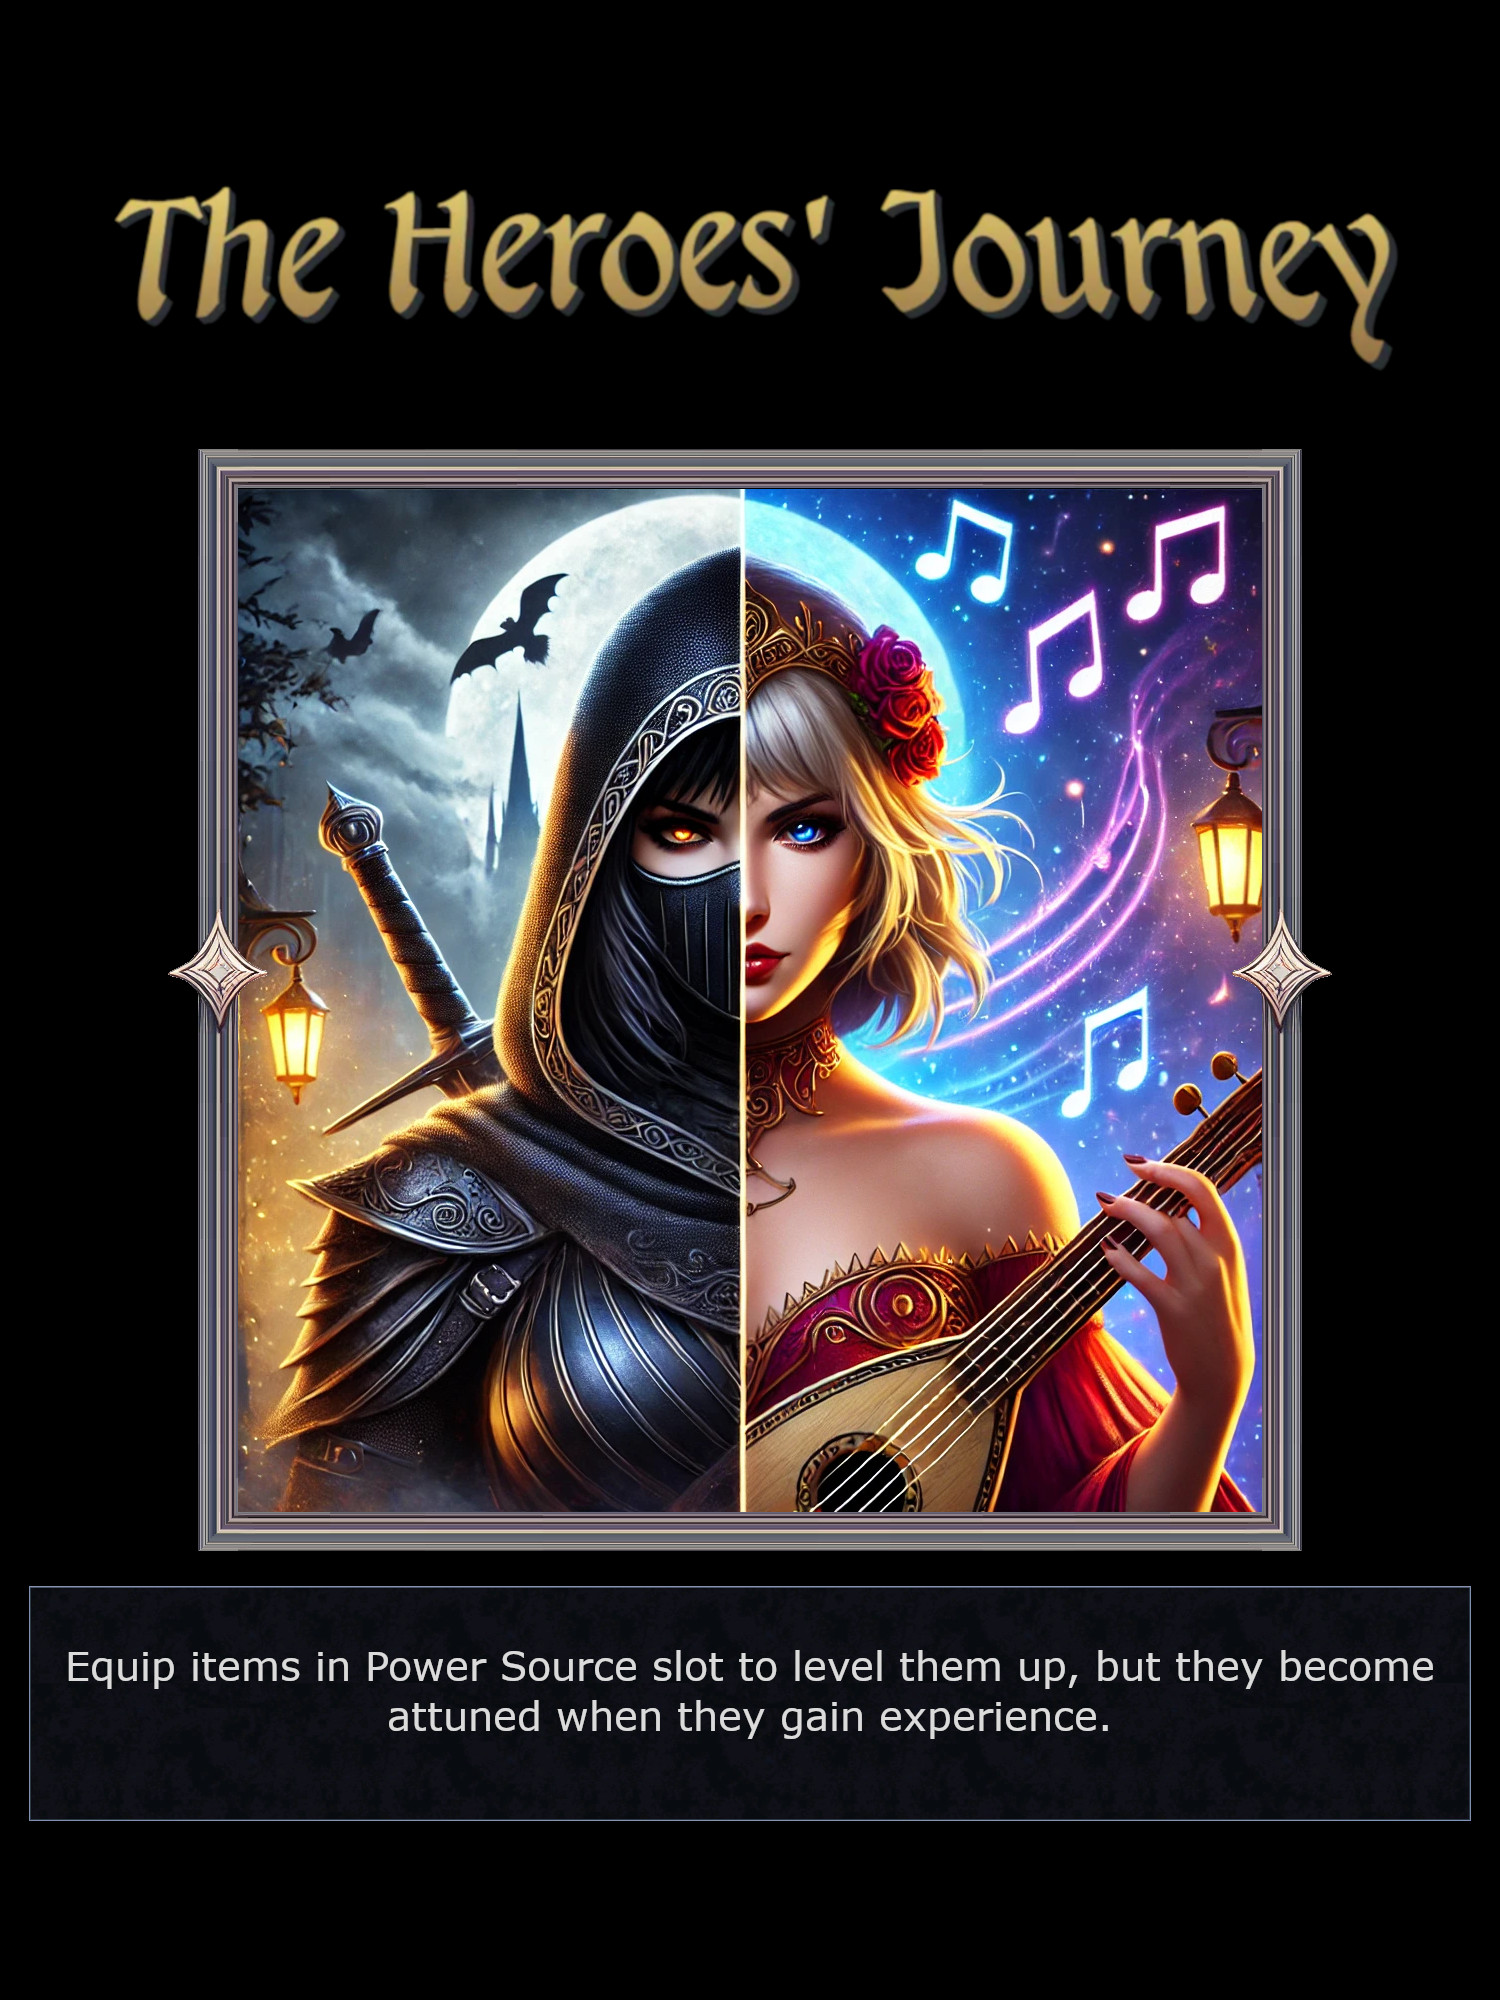 The Heroes' Journey
Equip items in Power Source slot to level them up, but they become
attuned when they gain experience.